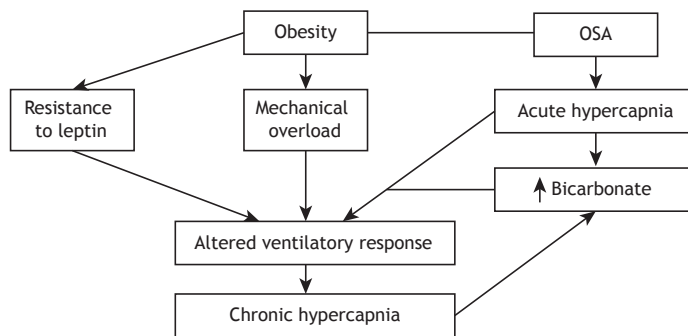 Obesity
OSA
Resistance
to leptin
Mechanical
overload
Acute hypercapnia
Bicarbonate
Altered ventilatory response
Chronic hypercapnia